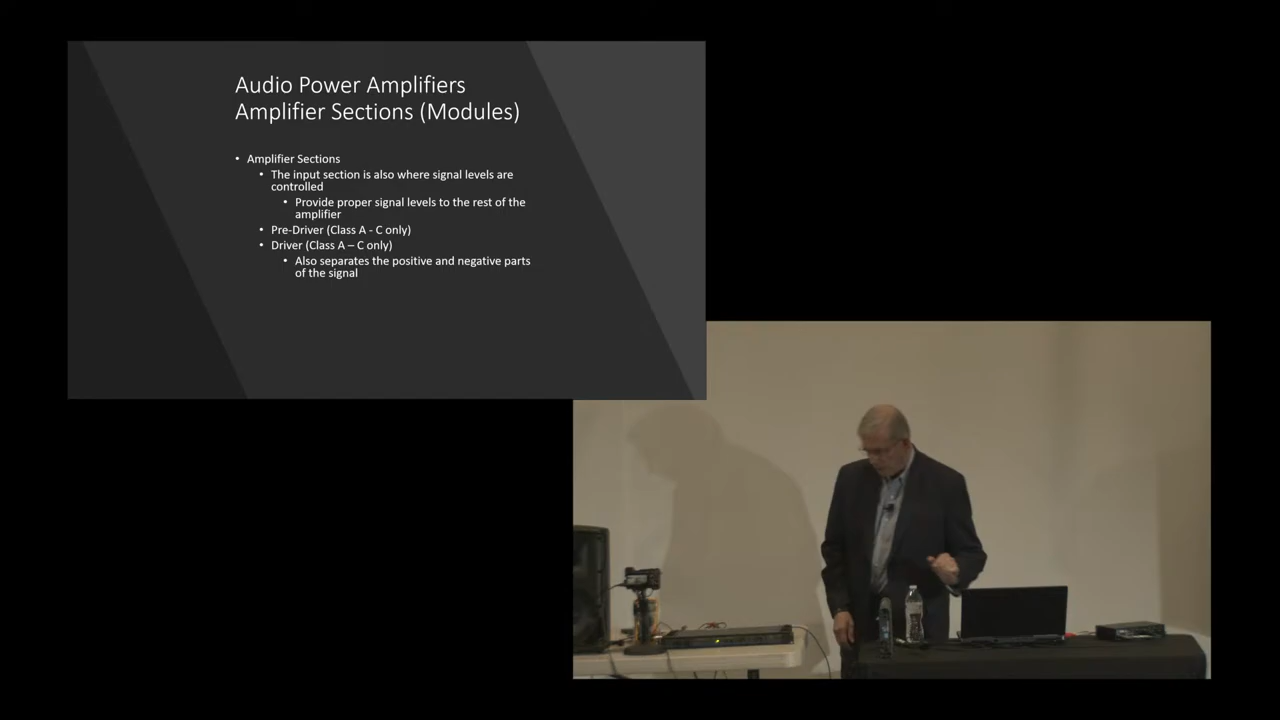 Audio Power Amplifiers
Amplifier Sections (Modules)
• Amplifier Sections
• The input section is also where signal levels are
controlled
• Provide proper signal levels to the rest of the
amplifier
• Pre-Driver (Class A - C only)
• Driver (Class A – C only)
• Also separates the positive and negative parts
of the signal